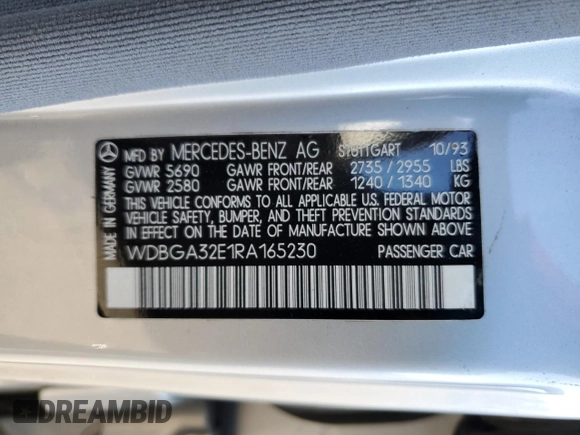 MADE IN GERMANY
MFD BY MERCEDES-BENZ AG STUTTGART 10/93
GVWR 5690 GAWR FRONT/REAR 2735 / 2955 LBS
GVWR 2580 GAWR FRONT/REAR 1240 / 1340 KG
THIS VEHICLE CONFORMS TO ALL APPLICABLE U.S. FEDERAL MOTOR
VEHICLE SAFETY, BUMPER, AND THEFT PREVENTION STANDARDS
IN EFFECT ON THE DATE OF MANUFACTURE SHOWN ABOVE
WDBGA32E1RA165230 PASSENGER CAR
DREAMBID